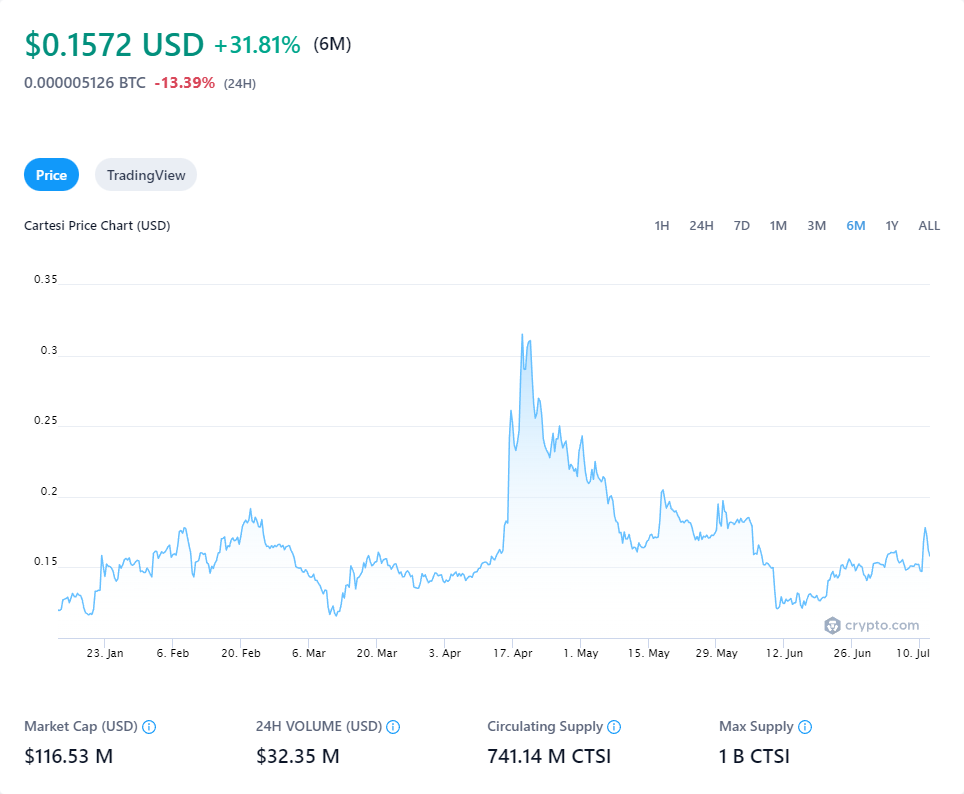 $0.1572 USD +31.81% (6M)
0.000005126 BTC -13.39% (24H)
Price TradingView
Cartesi Price Chart (USD) 1H 24H 7D 1M 3M 6M 1Y ALL
0.35
0.3
0.25
0.2
0.15
crypto.com
23. Jan 6. Feb 20. Feb 6. Mar 20. Mar 3. Apr 17. Apr 1. May 15. May 29. May 12. Jun 26. Jun 10. Jul
Market Cap (USD) 24H VOLUME (USD) Circulating Supply Max Supply
$116.53 M $32.35 M 741.14 M CTSI 1 B CTSI